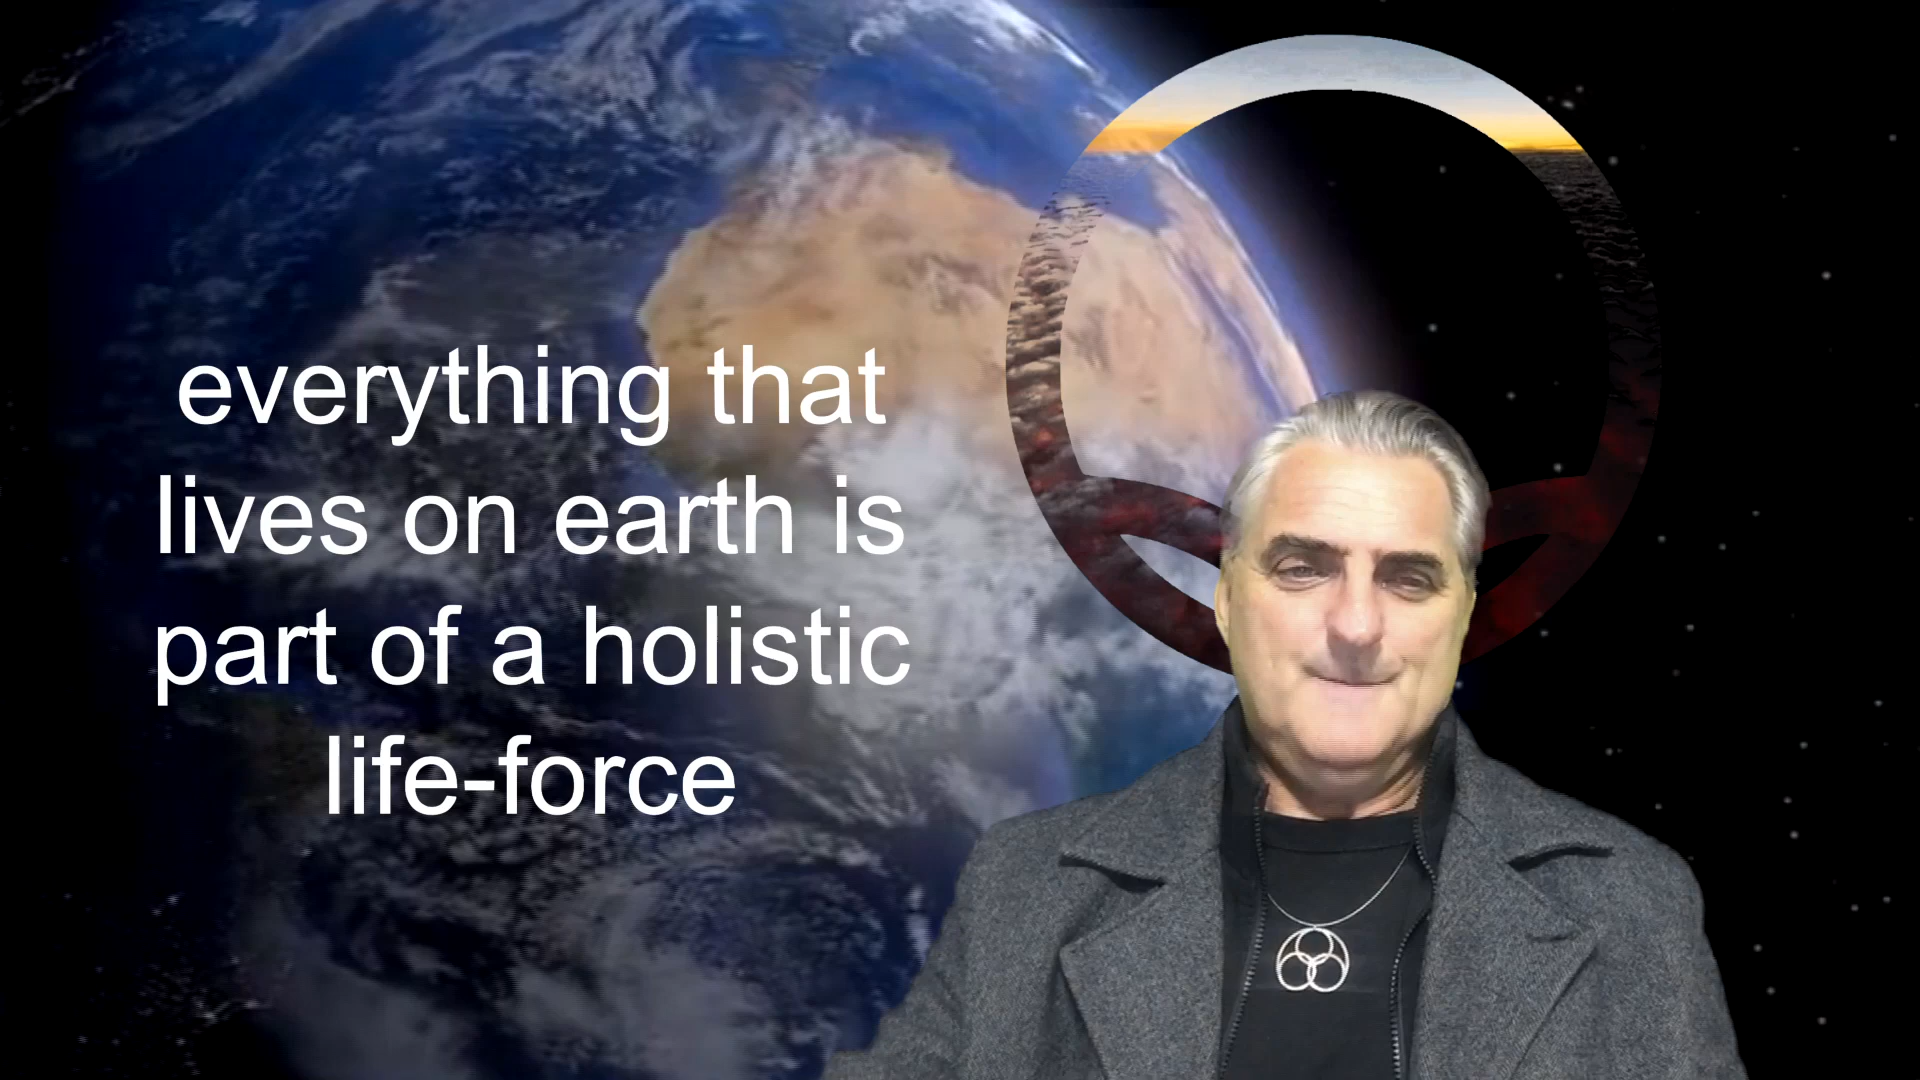 everything that
lives on earth is
part of a holistic
life-force